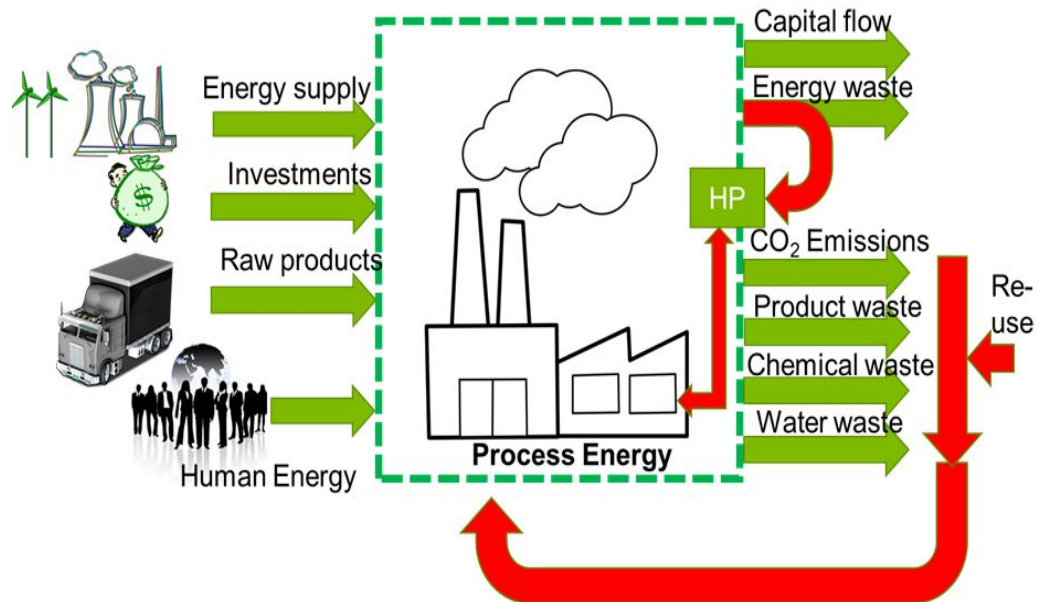 Capital flow
Energy supply
Energy waste
Investments
$
HP
Raw products
CO₂ Emissions
Re-
use
Product waste
Chemical waste
Water waste
Process Energy
Human Energy